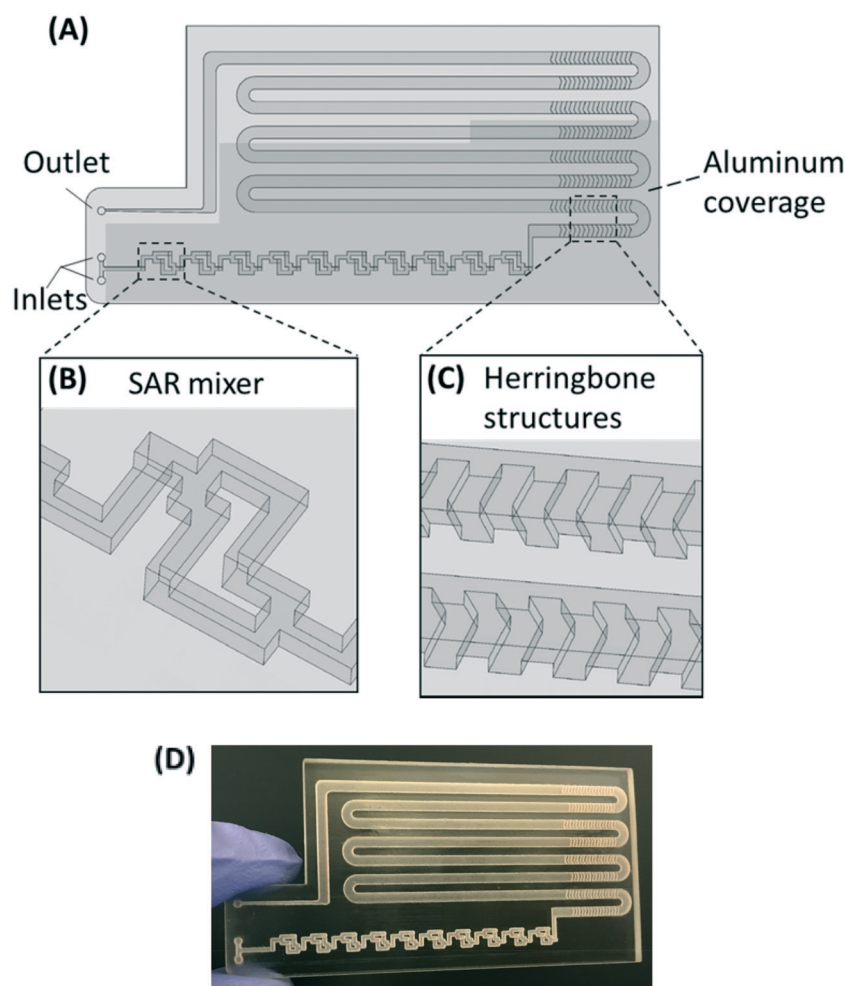 (A)
Outlet
Aluminum
coverage
Inlets
(B) SAR mixer
(C) Herringbone
structures
(D)